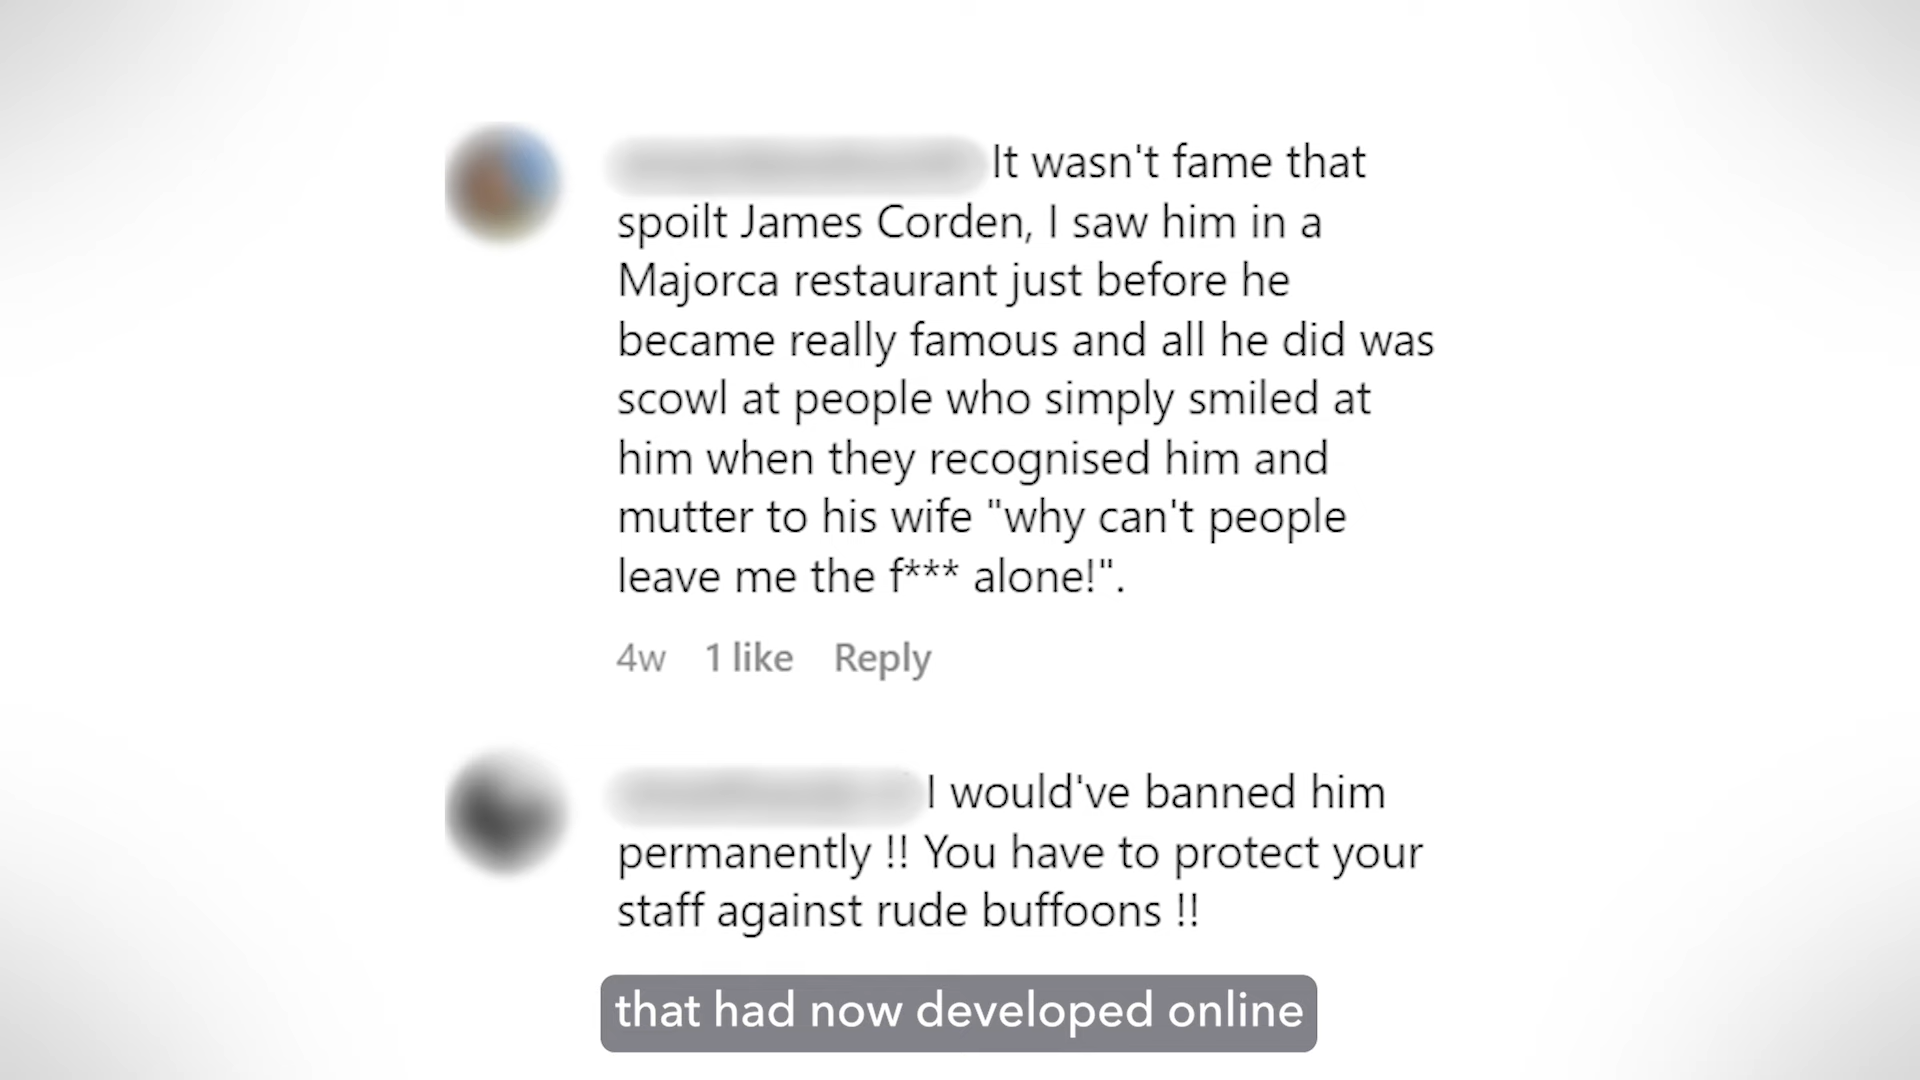 It wasn't fame that
spoilt James Corden, I saw him in a
Majorca restaurant just before he
became really famous and all he did was
scowl at people who simply smiled at
him when they recognised him and
mutter to his wife "why can't people
leave me the f*** alone!".
4w 1 like Reply
I would've banned him
permanently !! You have to protect your
staff against rude buffoons !!
that had now developed online